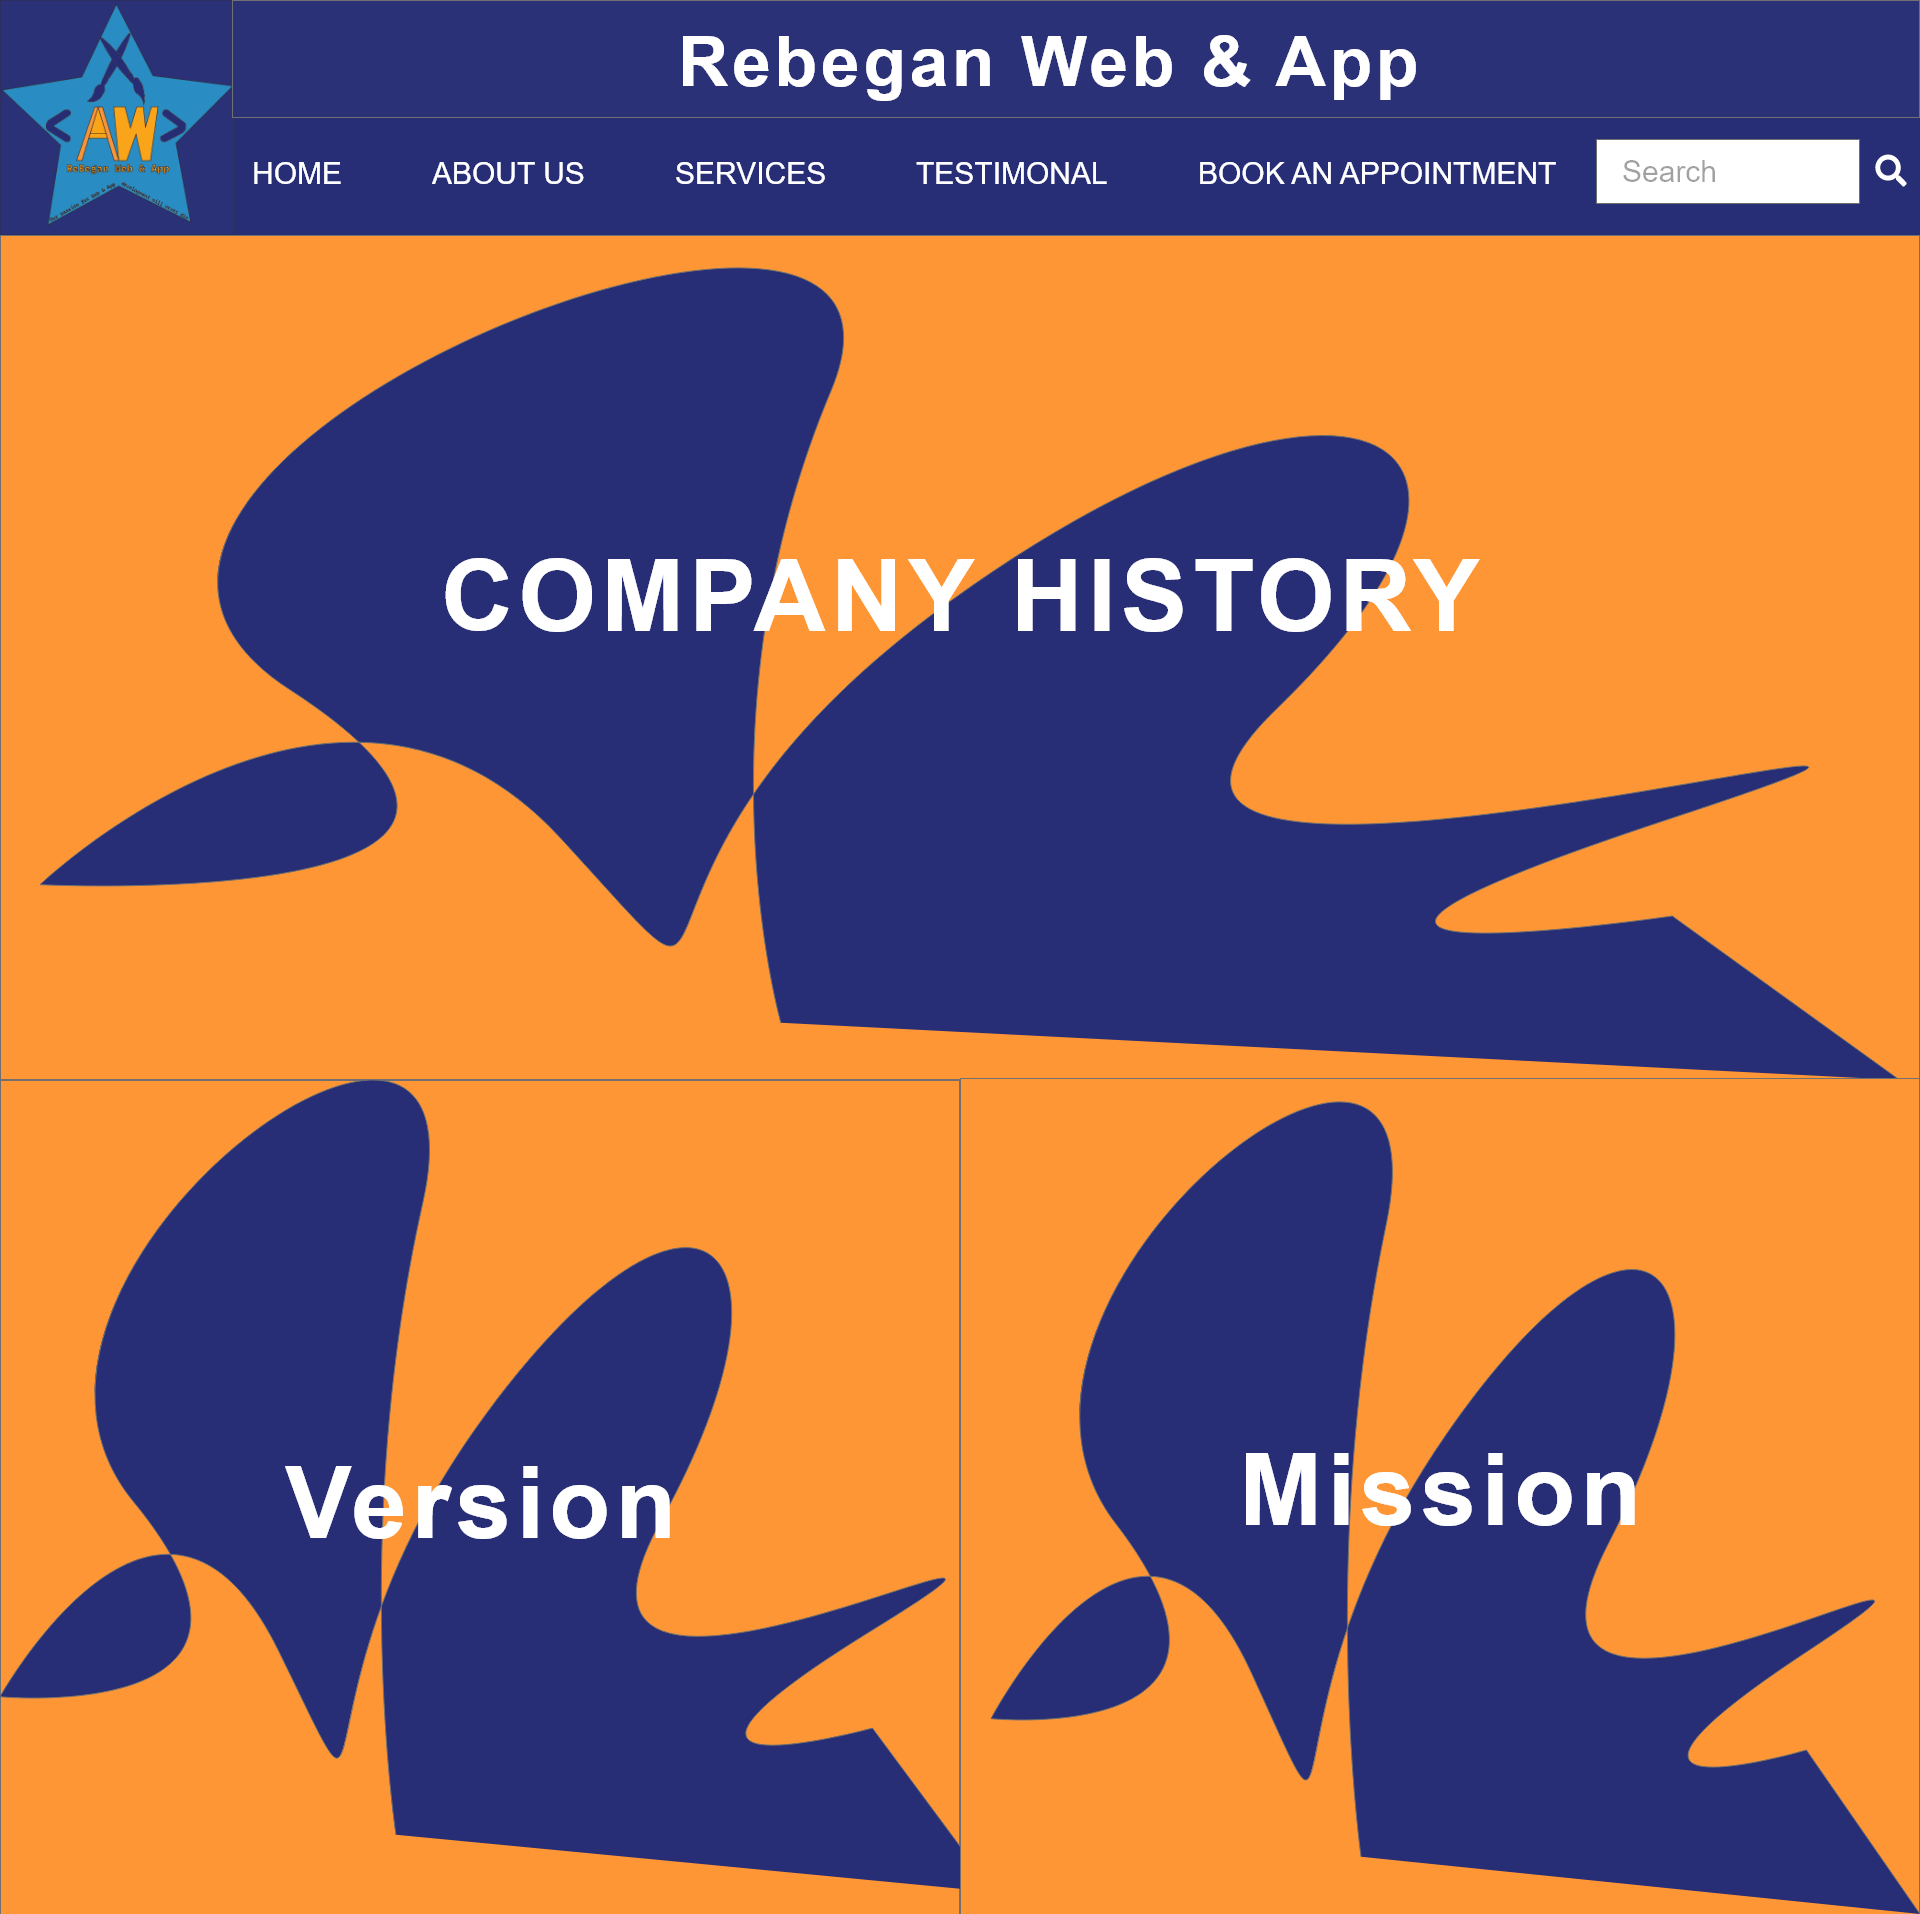 Rebegan Web & App
AW
ReBegan Web & App
HOME ABOUT US SERVICES TESTIMONAL BOOK AN APPOINTMENT Search
COMPANY HISTORY
Version
Mission